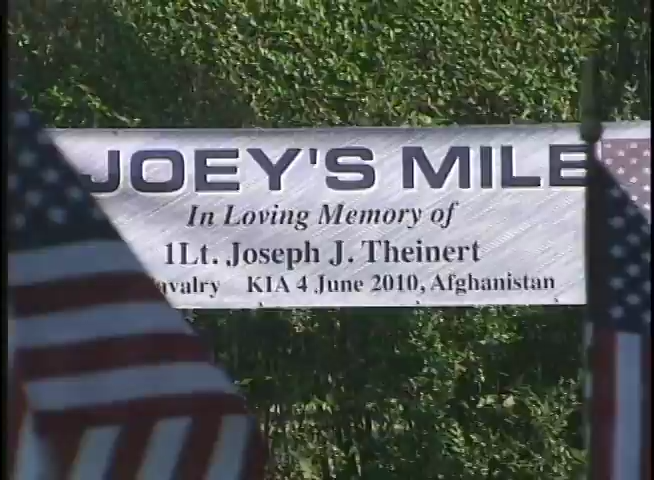 JOEY'S MILE
In Loving Memory of
1Lt. Joseph J. Theinert
KIA 4 June 2010, Afghanistan